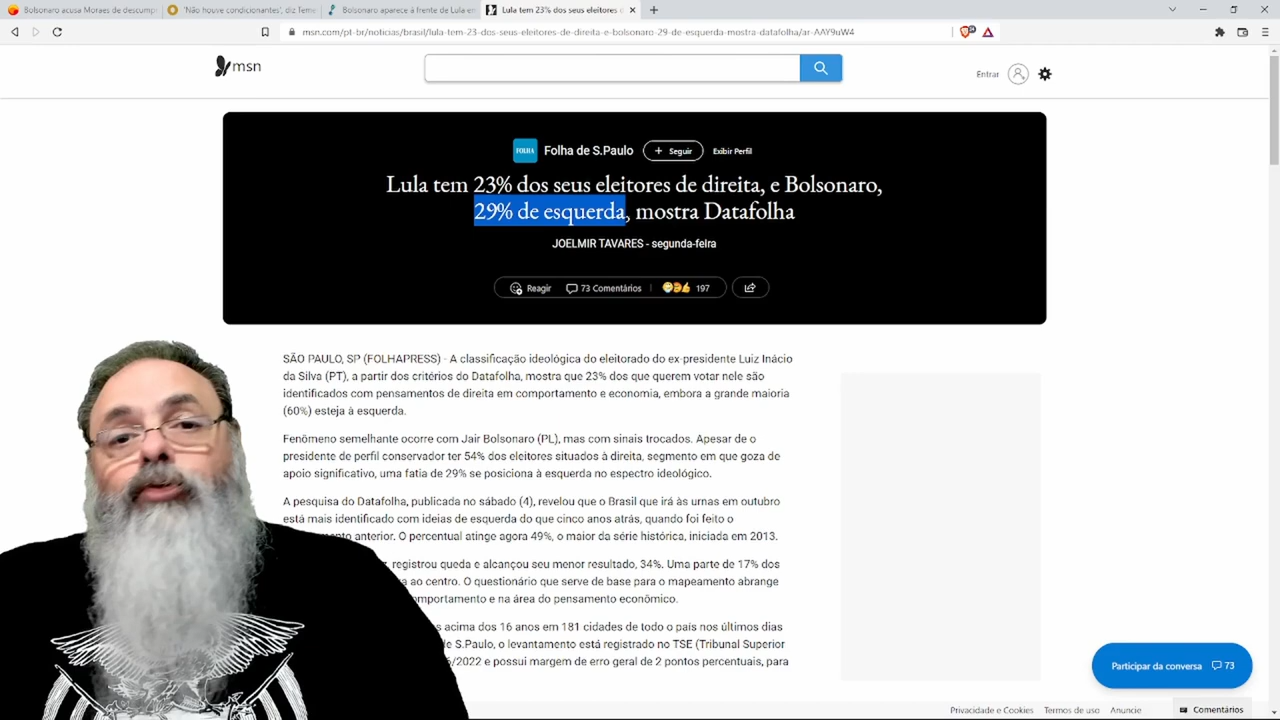 Bolsonaro acusa Moraes de descump
'Não houve condicionantes', diz Teme
Bolsonaro aparece à frente de Lula en
Lula tem 23% dos seus eleitores d
msn.com/pt-br/noticias/brasil/lula-tem-23-dos-seus-eleitores-de-direita-e-bolsonaro-29-de-esquerda-mostra-datafolha/ar-AAY9uW4
msn
Entrar
FOLHA
Folha de S.Paulo
+ Seguir
Exibir Perfil
Lula tem 23% dos seus eleitores de direita, e Bolsonaro,
29% de esquerda, mostra Datafolha
JOELMIR TAVARES - segunda-feira
Reagir
73 Comentários
197
SÃO PAULO, SP (FOLHAPRESS) - A classificação ideológica do eleitorado do ex-presidente Luiz Inácio
da Silva (PT), a partir dos critérios do Datafolha, mostra que 23% dos que querem votar nele são
identificados com pensamentos de direita em comportamento e economia, embora a grande maioria
(60%) esteja à esquerda.
Fenômeno semelhante ocorre com Jair Bolsonaro (PL), mas com sinais trocados. Apesar de o
presidente de perfil conservador ter 54% dos eleitores situados à direita, segmento em que goza de
apoio significativo, uma fatia de 29% se posiciona à esquerda no espectro ideológico.
A pesquisa do Datafolha, publicada no sábado (4), revelou que o Brasil que irá às urnas em outubro
está mais identificado com ideias de esquerda do que cinco anos atrás, quando foi feito o
anterior. O percentual atinge agora 49%, o maior da série histórica, iniciada em 2013.
registrou queda e alcançou seu menor resultado, 34%. Uma parte de 17% dos
ao centro. O questionário que serve de base para o mapeamento abrange
comportamento e na área do pensamento econômico.
acima dos 16 anos em 181 cidades de todo o país nos últimos dias
de S.Paulo, o levantamento está registrado no TSE (Tribunal Superior
/2022 e possui margem de erro geral de 2 pontos percentuais, para
Participar da conversa 73
Privacidade e Cookies
Termos de uso
Anuncie
Comentários